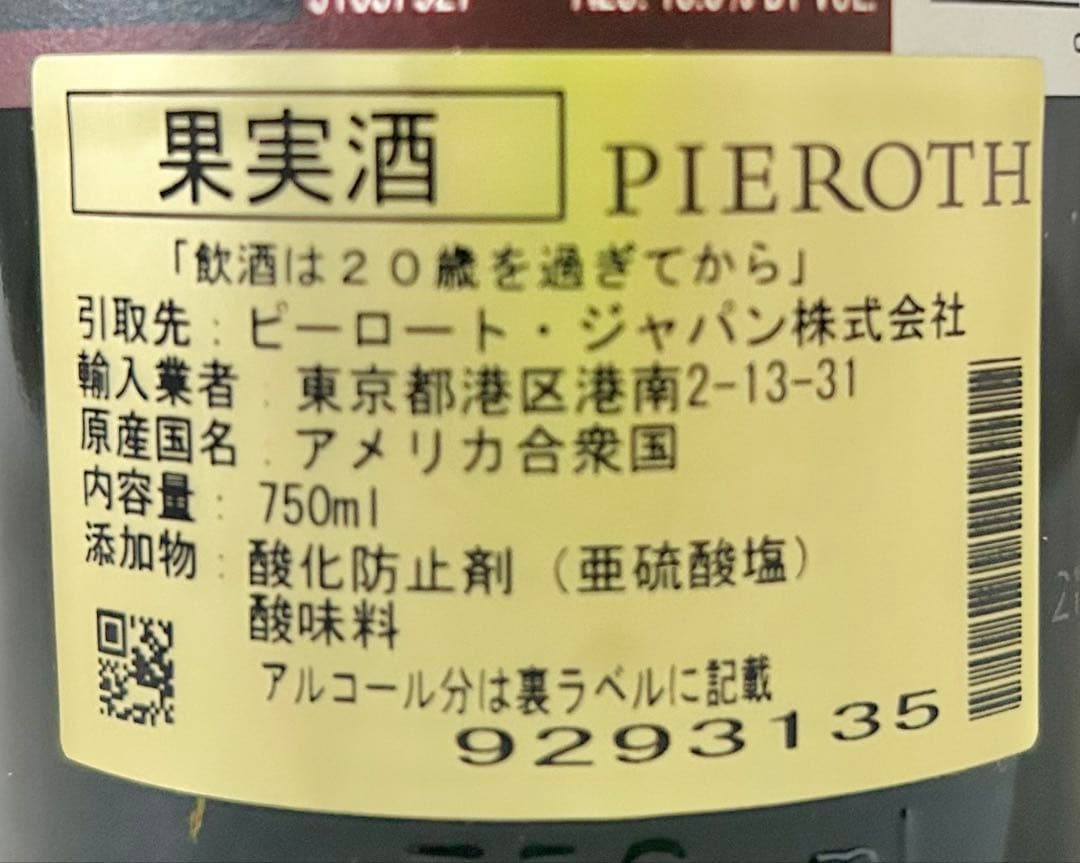 果実酒
PIEROTH
「飲酒は２０歳を過ぎてから」
引取先 : ピーロート・ジャパン株式会社
輸入業者 : 東京都港区港南2-13-31
原産国名 : アメリカ合衆国
内容量 : 750ml
添加物 : 酸化防止剤（亜硫酸塩）
酸味料
アルコール分は裏ラベルに記載
9293135